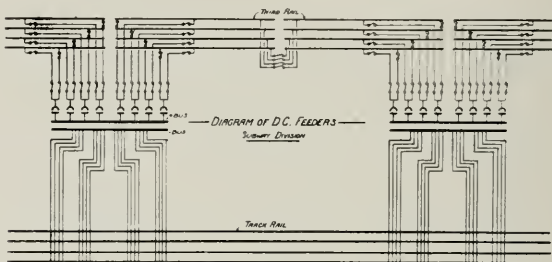 THIRD RAIL
+BUS
-BUS
DIAGRAM OF D.C. FEEDERS
SUBWAY DIVISION
TRACK RAIL